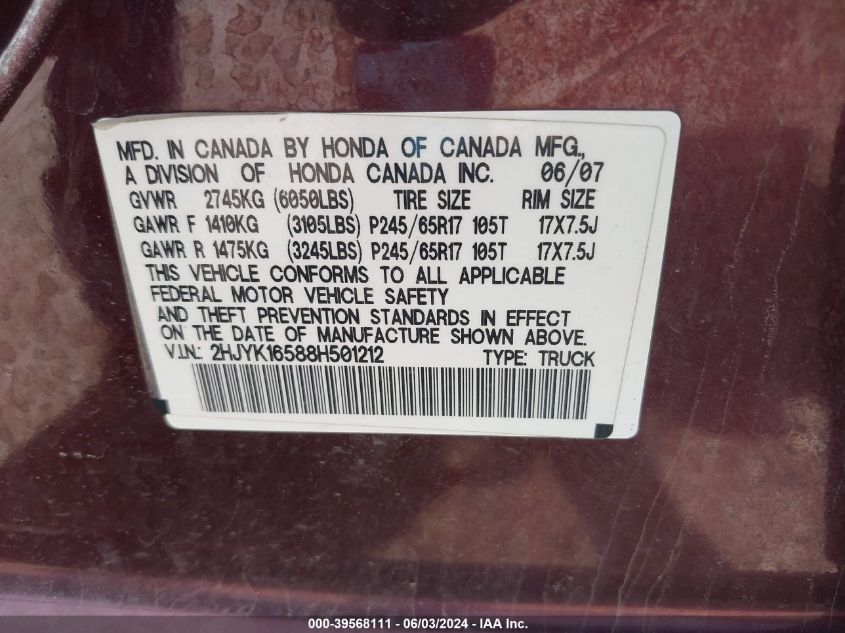 MFD. IN CANADA BY HONDA OF CANADA MFG.,
A DIVISION OF HONDA CANADA INC. 06/07
GVWR 2745KG (6050LBS) TIRE SIZE RIM SIZE
GAWR F 1410KG (3105LBS) P245/65R17 105T 17X7.5J
GAWR R 1475KG (3245LBS) P245/65R17 105T 17X7.5J
THIS VEHICLE CONFORMS TO ALL APPLICABLE
FEDERAL MOTOR VEHICLE SAFETY
AND THEFT PREVENTION STANDARDS IN EFFECT
ON THE DATE OF MANUFACTURE SHOWN ABOVE.
V.I.N.: 2HJYK16588H501212 TYPE: TRUCK
000-39568111 - 06/03/2024 - IAA Inc.